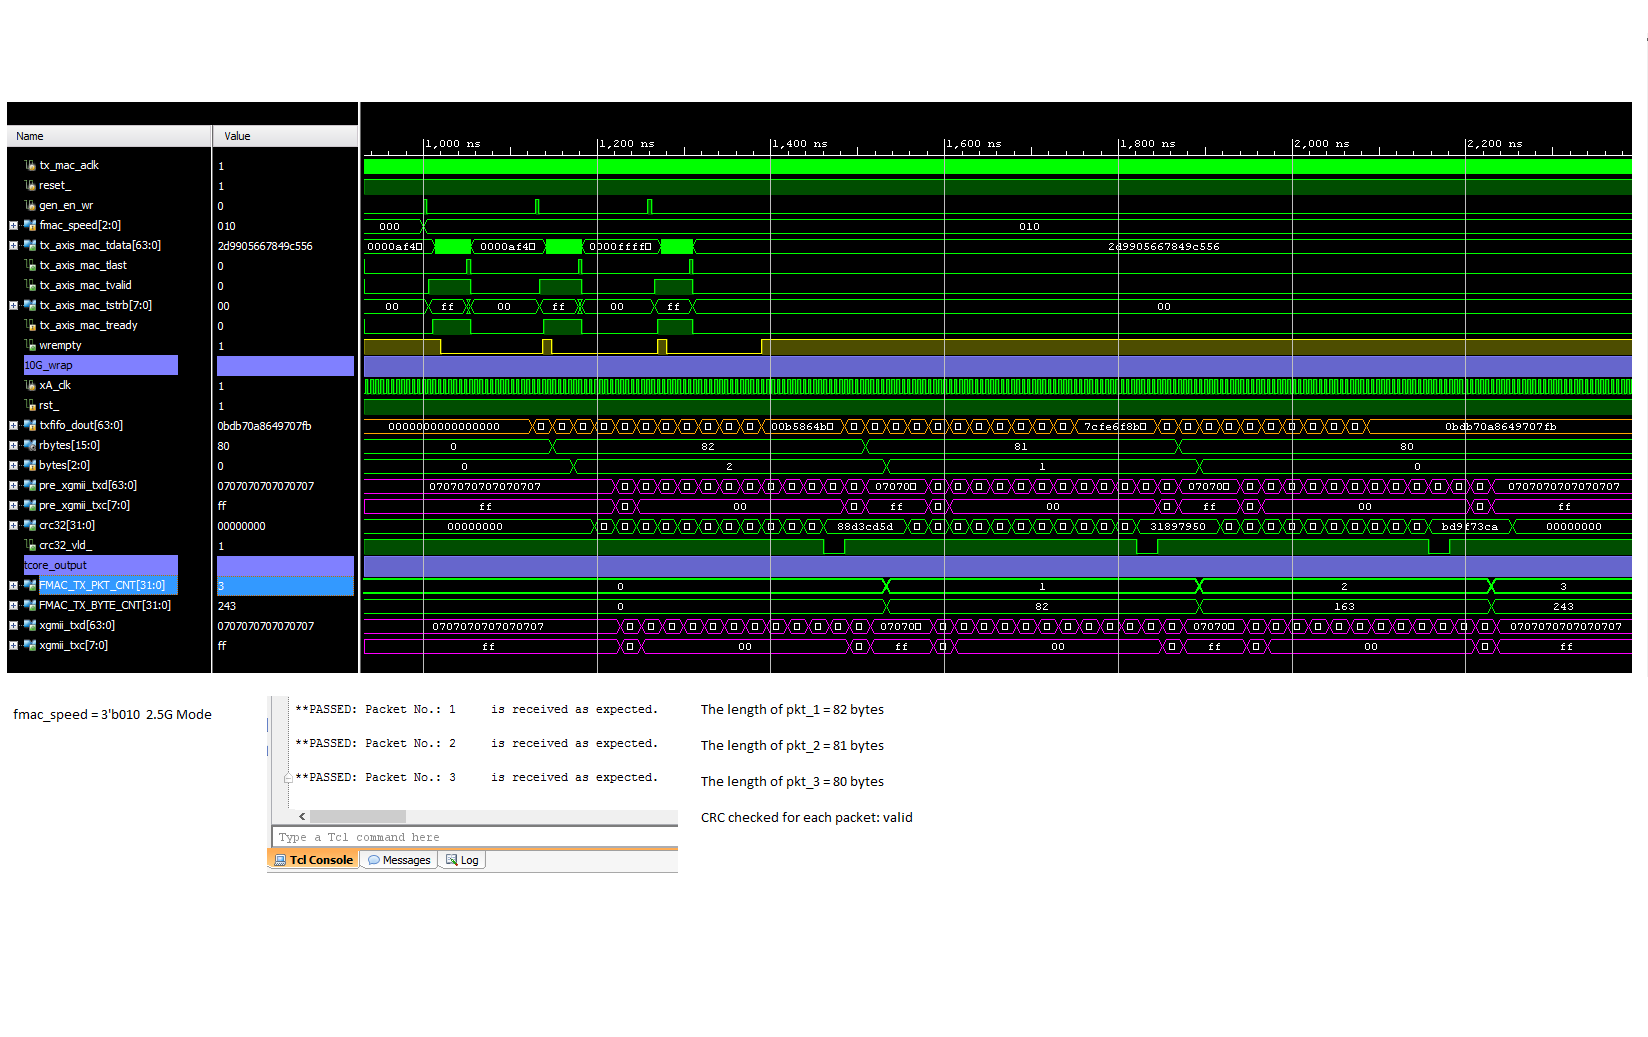 Name Value
1,000 ns 1,200 ns 1,400 ns 1,600 ns 1,800 ns 2,000 ns 2,200 ns
tx_mac_aclk 1
reset_ 1
gen_en_wr 0
fmac_speed[2:0] 010 000 010
tx_axis_mac_tdata[63:0] 2d9905667849c556 0000af4 0000af4 0000ffff 2d9905667849c556
tx_axis_mac_tlast 0
tx_axis_mac_tvalid 0
tx_axis_mac_tstrb[7:0] 00 00 ff 00 ff 00 ff 00
tx_axis_mac_tready 0
wrempty 1
10G_wrap
xA_clk 1
rst_ 1
txfifo_dout[63:0] 0bdb70a8649707fb 0000000000000000 00b5864b 7cfe6f8b 0bdb70a8649707fb
rbytes[15:0] 80 0 82 81 80
bytes[2:0] 0 0 2 1 0
pre_xgmii_txd[63:0] 0707070707070707 0707070707070707 070700 070700 0707070707070707
pre_xgmii_txc[7:0] ff ff 00 ff 00 ff 00 ff
crc32[31:0] 00000000 00000000 88d3cd5d 31897950 bd9f73ca 00000000
crc32_vld_ 1
tcore_output
FMAC_TX_PKT_CNT[31:0] 3 0 1 2 3
FMAC_TX_BYTE_CNT[31:0] 243 0 82 163 243
xgmii_txd[63:0] 0707070707070707 0707070707070707 070700 070700 0707070707070707
xgmii_txc[7:0] ff ff 00 ff 00 ff 00 ff
fmac_speed = 3'b010 2.5G Mode
**PASSED: Packet No.: 1 is received as expected.
**PASSED: Packet No.: 2 is received as expected.
**PASSED: Packet No.: 3 is received as expected.
Type a Tcl command here
Tcl Console Messages Log
The length of pkt_1 = 82 bytes
The length of pkt_2 = 81 bytes
The length of pkt_3 = 80 bytes
CRC checked for each packet: valid